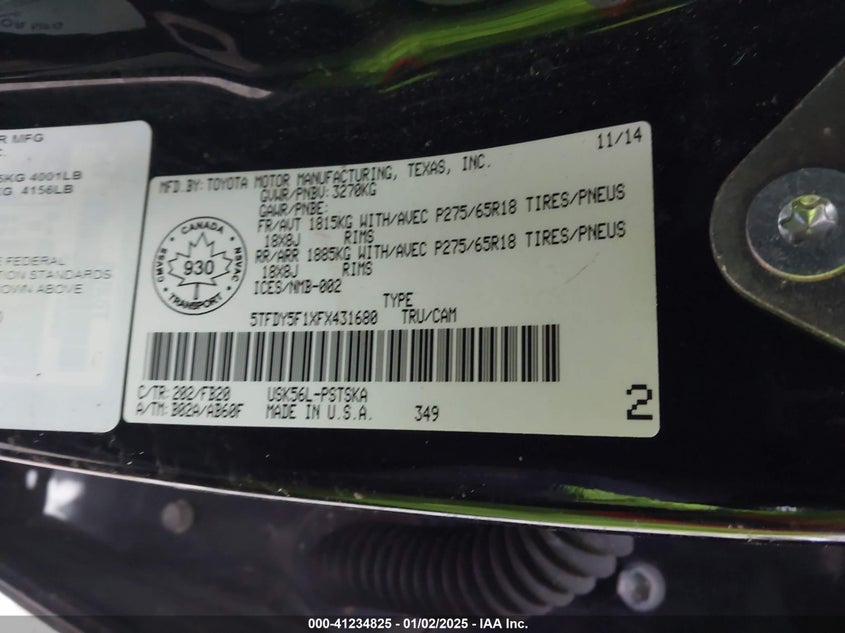 R MFG
C.
5KG 4001LB
KG 4156LB
E FEDERAL
TION STANDARDS
OWN ABOVE
11/14
MFD.BY: TOYOTA MOTOR MANUFACTURING, TEXAS, INC.
GVWR/PNBV: 3270KG
GAWR/PNBE:
FR/AVT 1815KG WITH/AVEC P275/65R18 TIRES/PNEUS
18X8J RIMS
RR/ARR 1885KG WITH/AVEC P275/65R18 TIRES/PNEUS
18X8J RIMS
ICES/NMB-002
CANADA
CMVSS 930 NSVAC
TRANSPORT
TYPE
5TFDY5F1XFX431680 TRU/CAM
C/TR: 202/FB20 USK56L-PSTSKA
A/TM: B02A/AB60F MADE IN U.S.A. 349
2
000-41234825 - 01/02/2025 - IAA Inc.